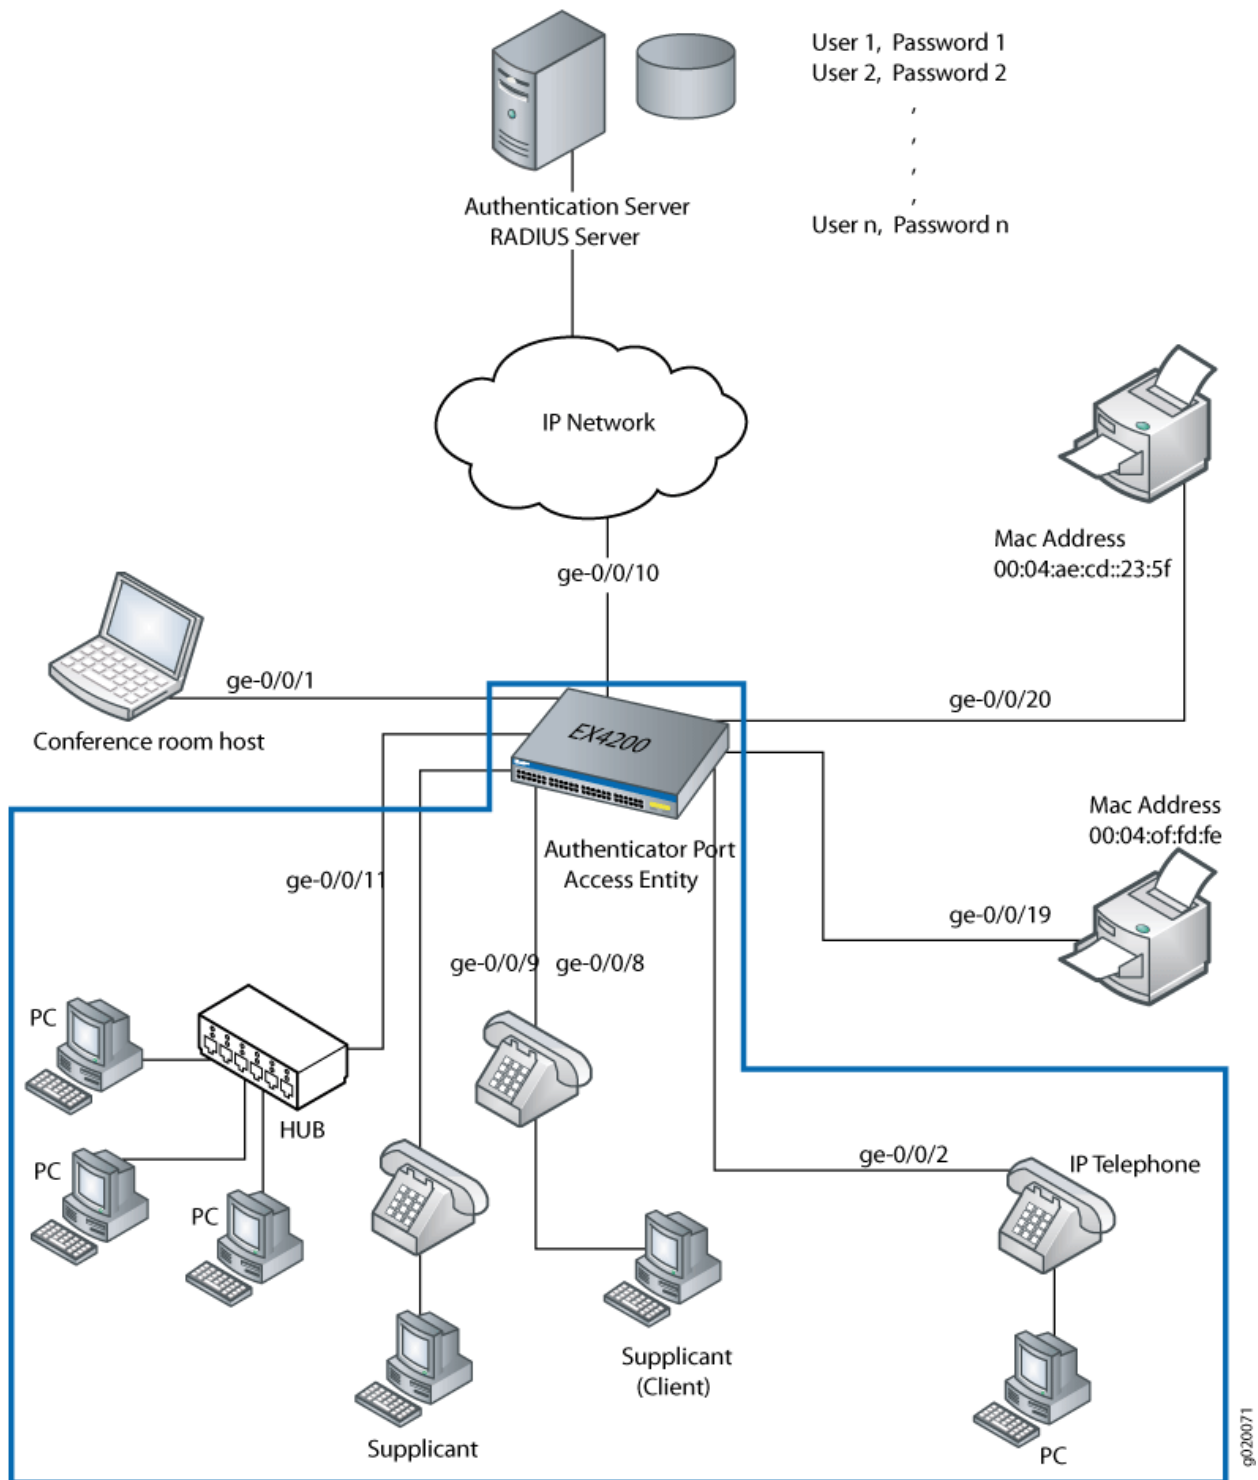 User 1, Password 1
User 2, Password 2
,
,
,
,
User n, Password n
Authentication Server
RADIUS Server
IP Network
Mac Address
00:04:ae:cd::23:5f
ge-0/0/10
ge-0/0/1
ge-0/0/20
Conference room host
EX4200
Mac Address
00:04:of:fd:fe
Authenticator Port
Access Entity
ge-0/0/11
ge-0/0/19
ge-0/0/9
ge-0/0/8
PC
HUB
ge-0/0/2
IP Telephone
PC
PC
Supplicant
(Client)
Supplicant
PC
g020071